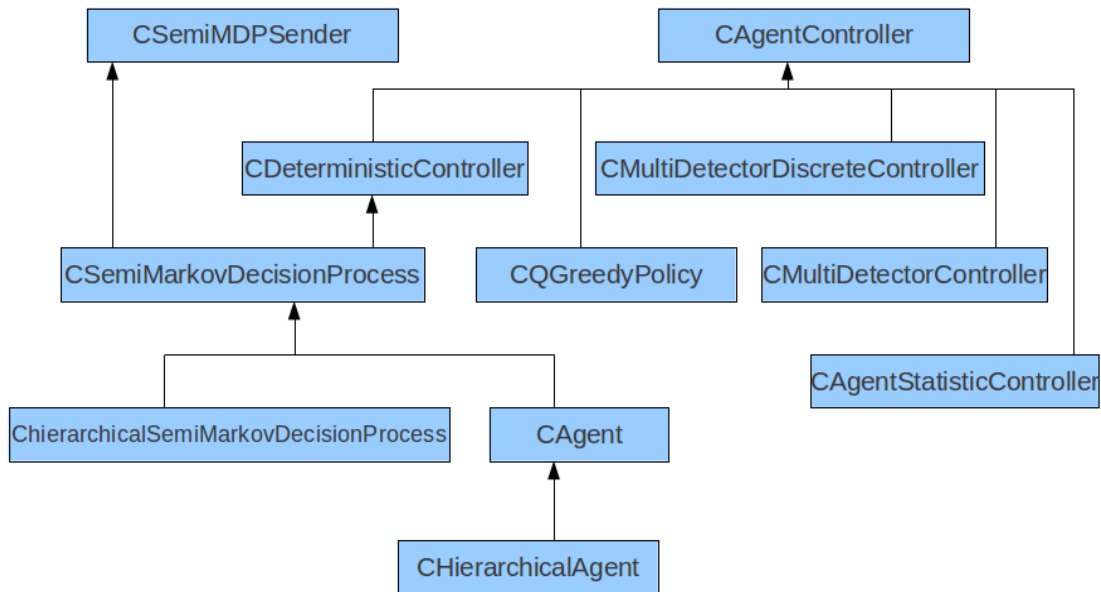 CSemiMDPSender
CAgentController
CDeterministicController
CMultiDetectorDiscreteController
CSemiMarkovDecisionProcess
CQGreedyPolicy
CMultiDetectorController
CAgentStatisticController
ChierarchicalSemiMarkovDecisionProcess
CAgent
CHierarchicalAgent